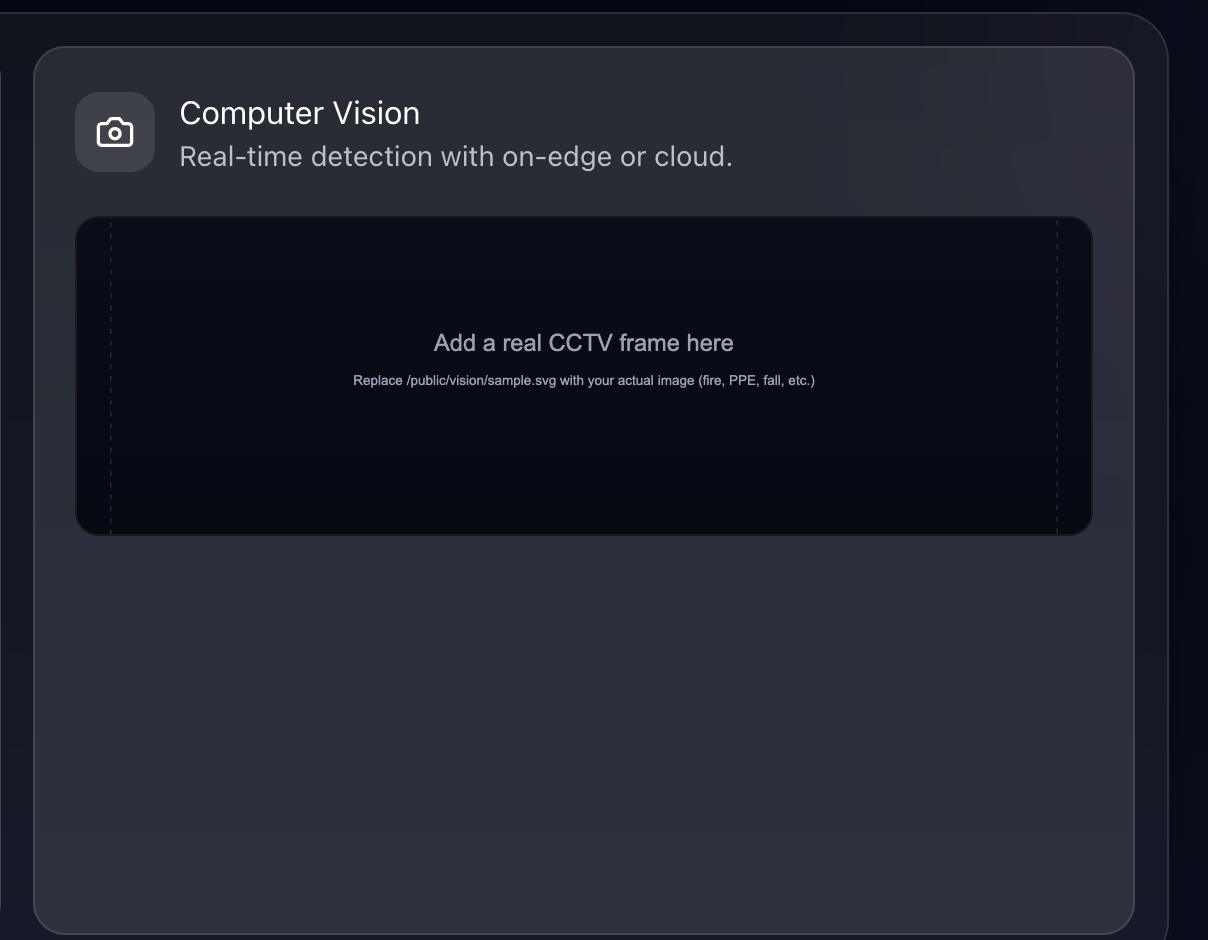 Computer Vision
Real-time detection with on-edge or cloud.
Add a real CCTV frame here
Replace /public/vision/sample.svg with your actual image (fire, PPE, fall, etc.)